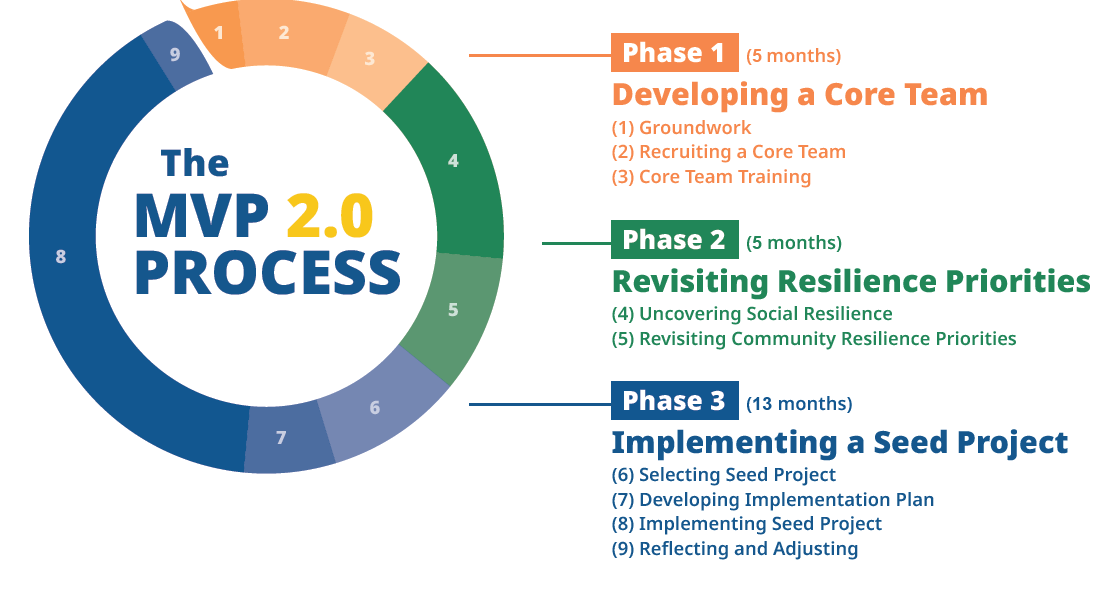 The
MVP 2.0
PROCESS
1
2
3
4
5
6
7
8
9
Phase 1 (5 months)
Developing a Core Team
(1) Groundwork
(2) Recruiting a Core Team
(3) Core Team Training
Phase 2 (5 months)
Revisiting Resilience Priorities
(4) Uncovering Social Resilience
(5) Revisiting Community Resilience Priorities
Phase 3 (13 months)
Implementing a Seed Project
(6) Selecting Seed Project
(7) Developing Implementation Plan
(8) Implementing Seed Project
(9) Reflecting and Adjusting